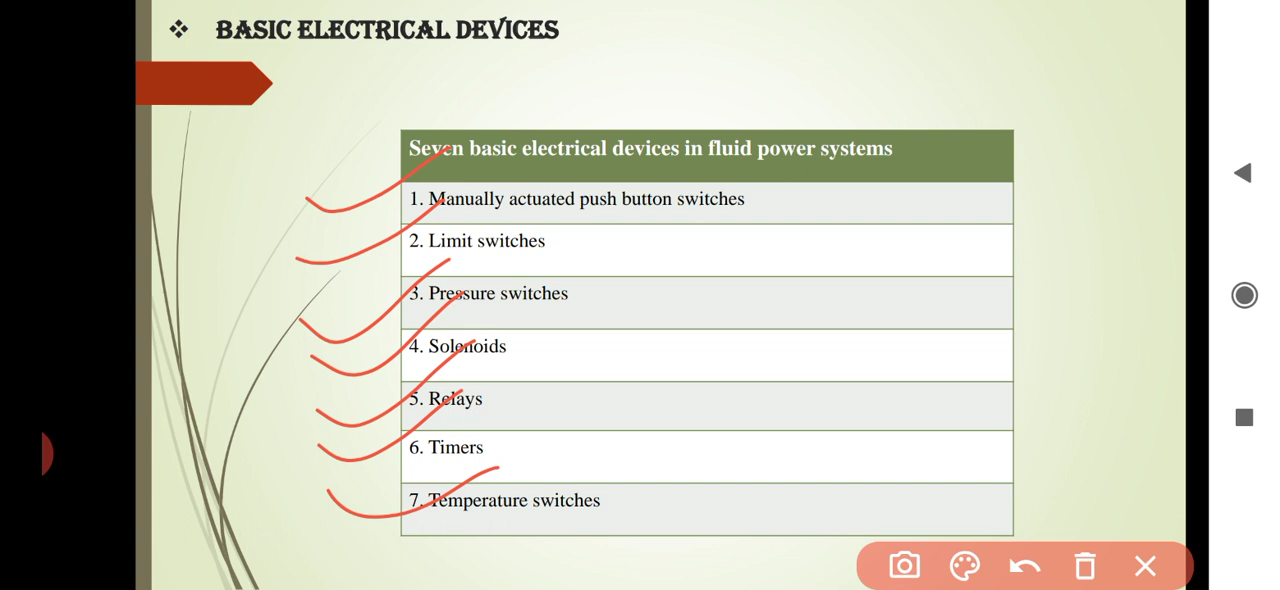 BASIC ELECTRICAL DEVICES
Seven basic electrical devices in fluid power systems
1. Manually actuated push button switches
2. Limit switches
3. Pressure switches
4. Solenoids
5. Relays
6. Timers
7. Temperature switches